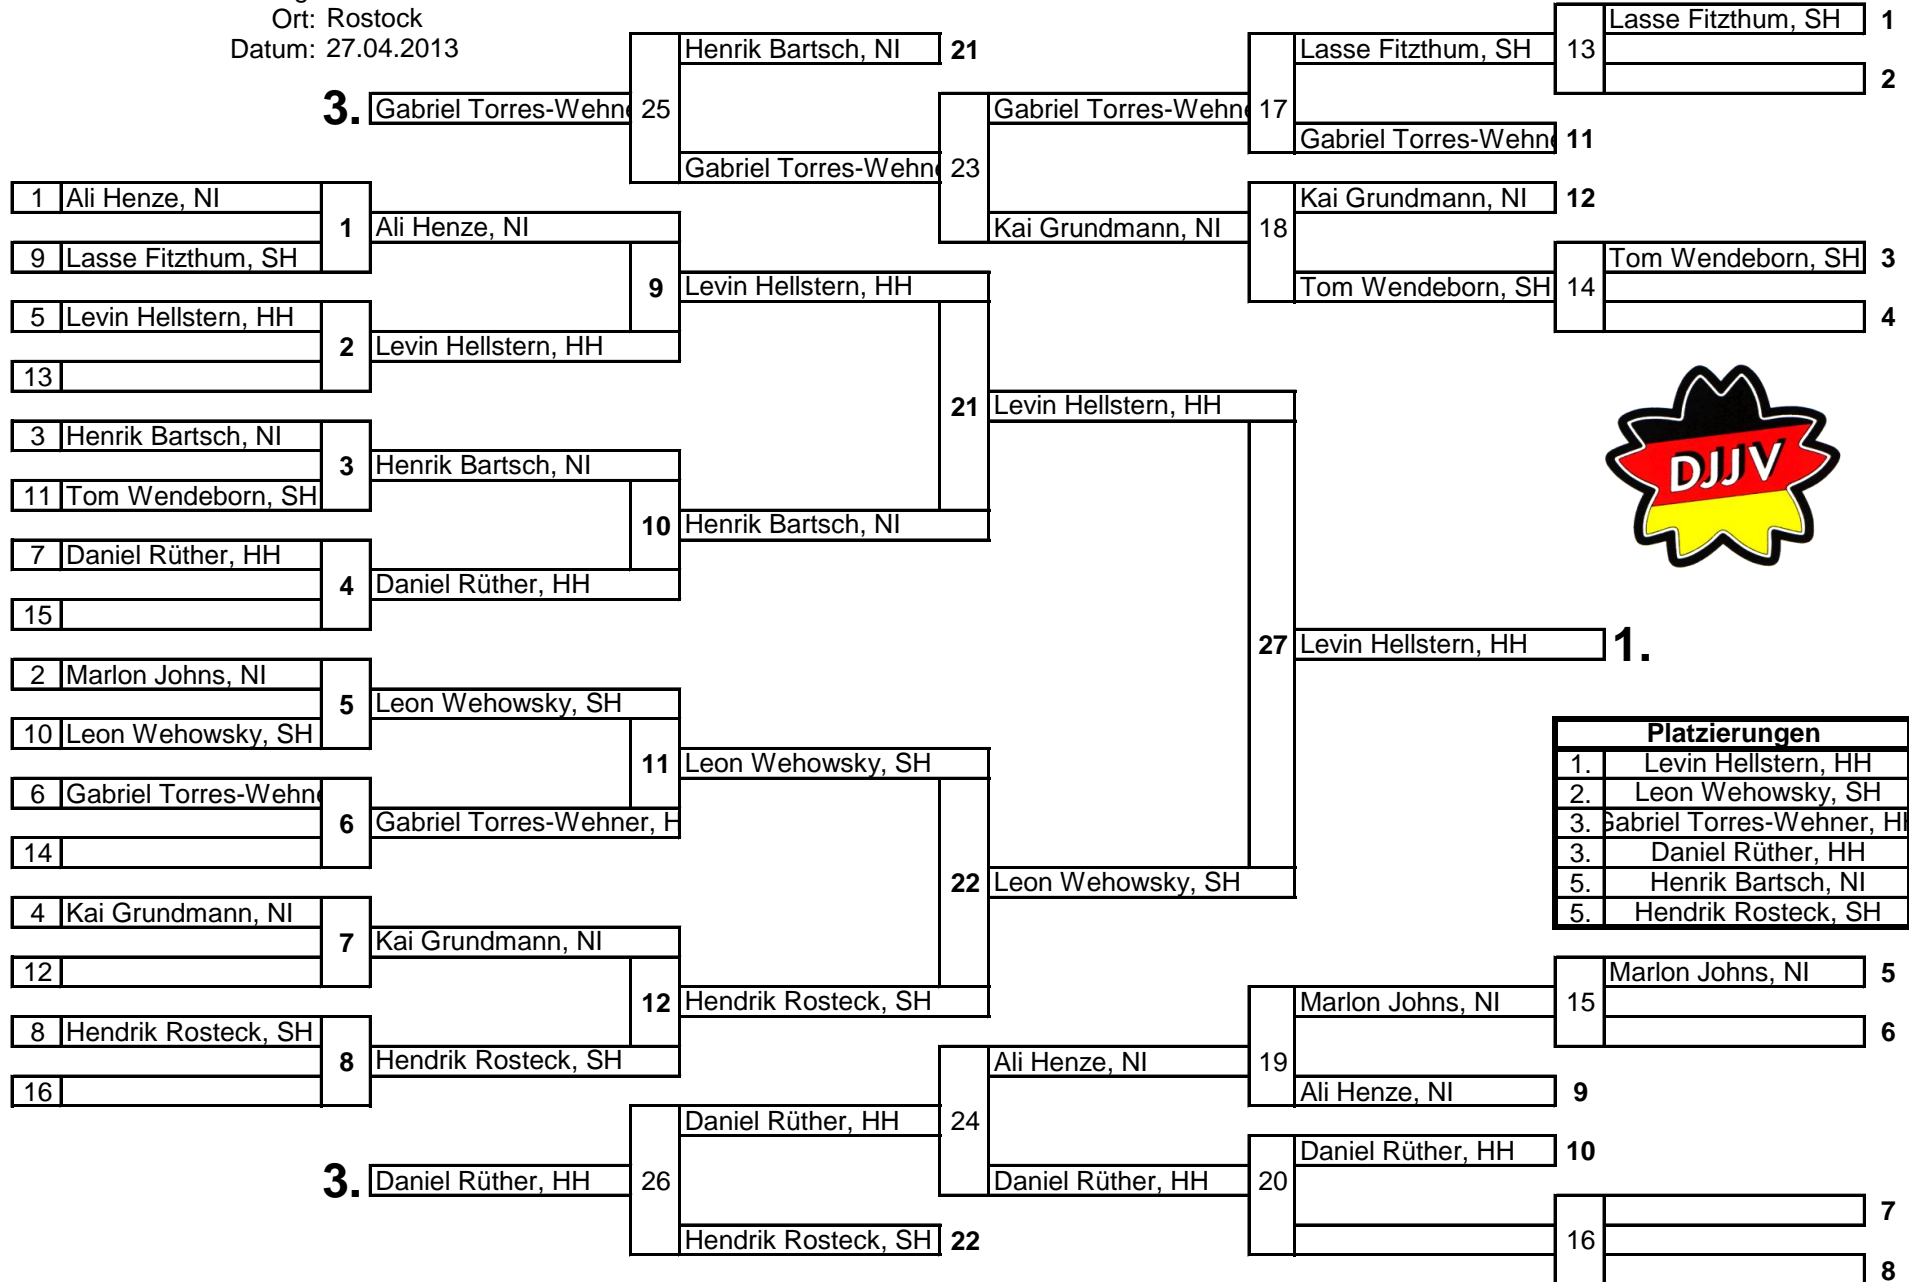 Ort: Rostock
Datum: 27.04.2013
Lasse Fitzthum, SH 1
13
2
Henrik Bartsch, NI 21
Lasse Fitzthum, SH
3. Gabriel Torres-Wehne 25
Gabriel Torres-Wehne 17
Gabriel Torres-Wehne 11
Gabriel Torres-Wehne 23
1 Ali Henze, NI
Kai Grundmann, NI 12
1 Ali Henze, NI
Kai Grundmann, NI 18
9 Lasse Fitzthum, SH
Tom Wendeborn, SH 3
9 Levin Hellstern, HH
Tom Wendeborn, SH 14
5 Levin Hellstern, HH
4
2 Levin Hellstern, HH
13
21 Levin Hellstern, HH
3 Henrik Bartsch, NI
3 Henrik Bartsch, NI
DJJV
11 Tom Wendeborn, SH
10 Henrik Bartsch, NI
7 Daniel Rüther, HH
4 Daniel Rüther, HH
15
27 Levin Hellstern, HH 1.
2 Marlon Johns, NI
5 Leon Wehowsky, SH
10 Leon Wehowsky, SH
Platzierungen
1. Levin Hellstern, HH
2. Leon Wehowsky, SH
3. Gabriel Torres-Wehner, HH
3. Daniel Rüther, HH
5. Henrik Bartsch, NI
5. Hendrik Rosteck, SH
11 Leon Wehowsky, SH
6 Gabriel Torres-Wehne
6 Gabriel Torres-Wehner, H
14
22 Leon Wehowsky, SH
4 Kai Grundmann, NI
7 Kai Grundmann, NI
12
Marlon Johns, NI 5
12 Hendrik Rosteck, SH
Marlon Johns, NI 15
8 Hendrik Rosteck, SH
6
8 Hendrik Rosteck, SH
Ali Henze, NI 19
16
Ali Henze, NI 9
Daniel Rüther, HH 24
Daniel Rüther, HH 10
3. Daniel Rüther, HH 26
Daniel Rüther, HH 20
7
Hendrik Rosteck, SH 22
16
8